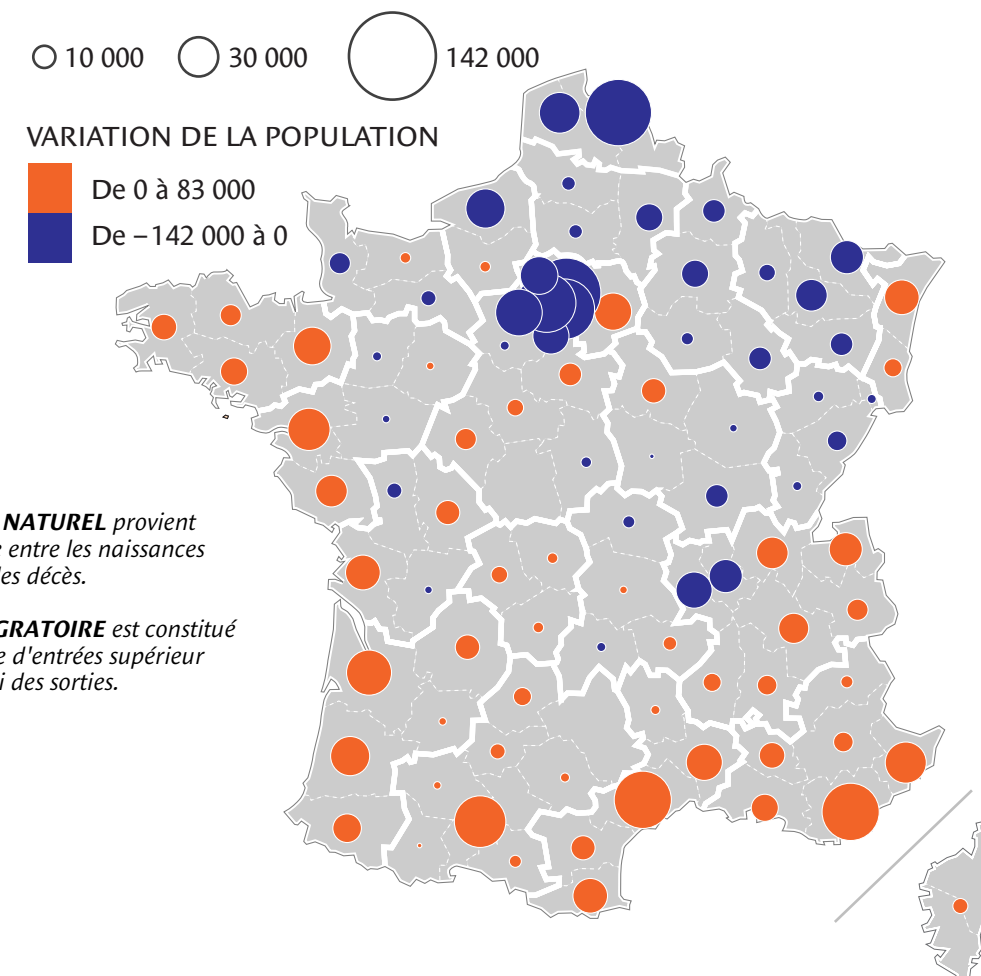 10 000 30 000 142 000
VARIATION DE LA POPULATION
De 0 à 83 000
De –142 000 à 0
NATUREL provient
entre les naissances
les décès.
GRATOIRE est constitué
e d'entrées supérieur
i des sorties.